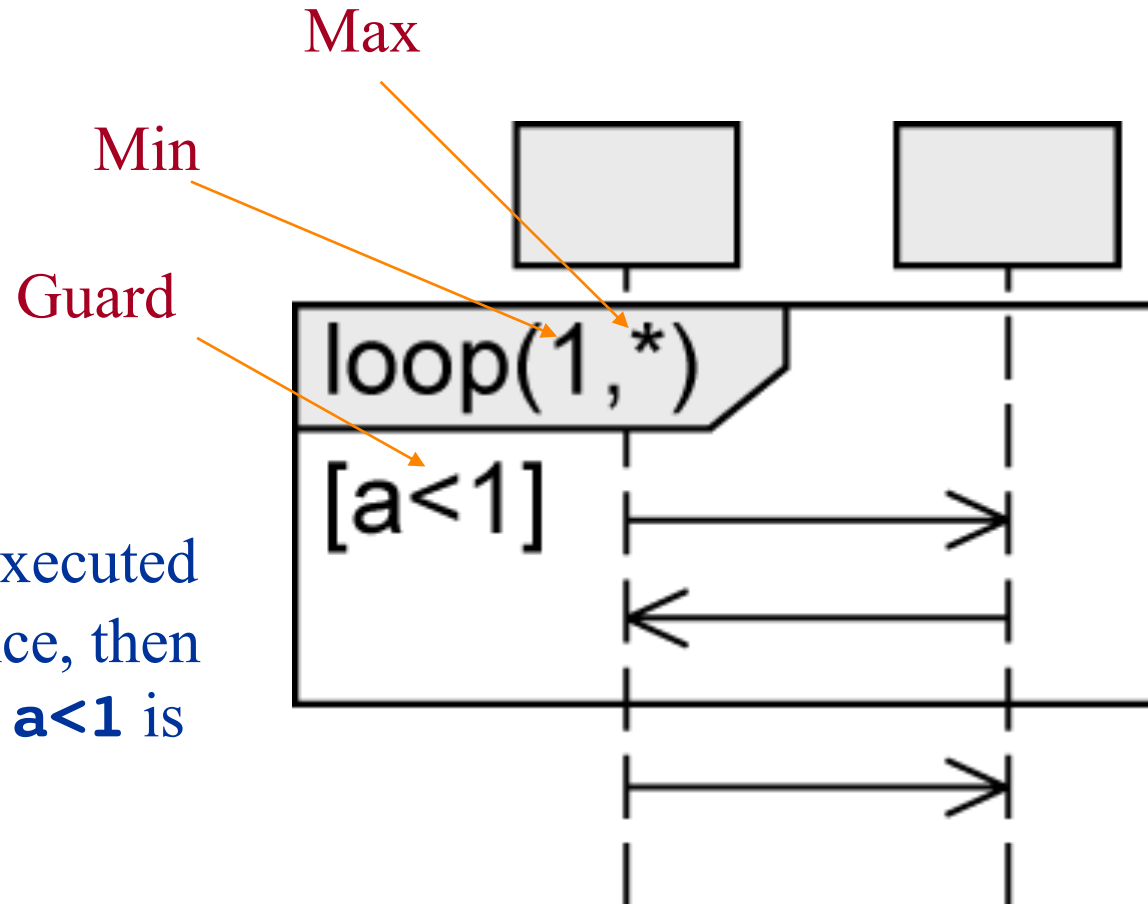 Max
Min
Guard
loop(1,*)
[a<1]
xecuted
ce, then
a<1 is